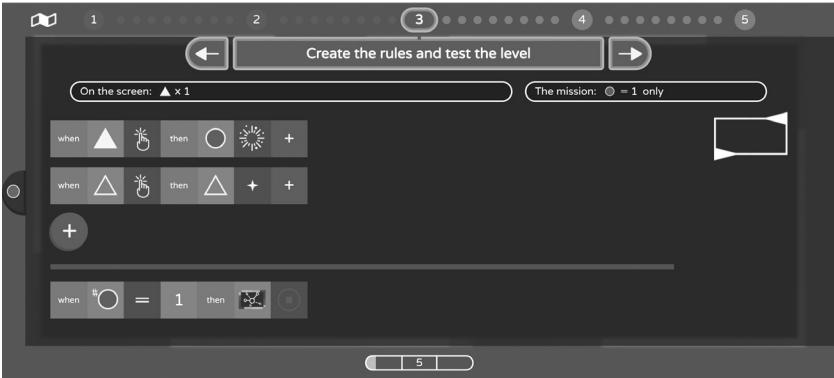 1 2 3 4 5
Create the rules and test the level
On the screen: x 1 The mission: = 1 only
when then +
when then +
+
when # = 1 then
5